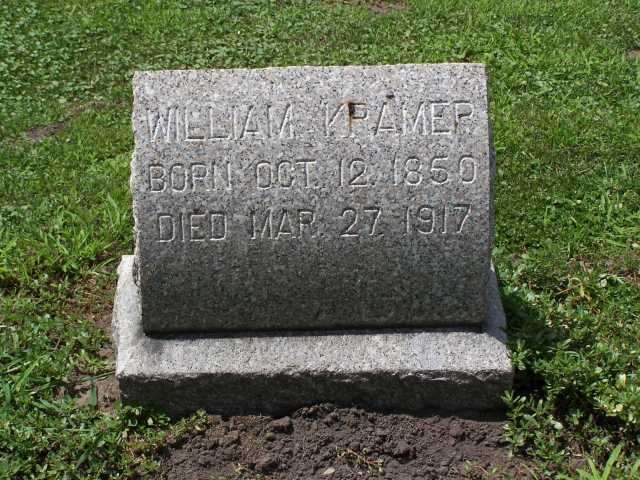 WILLIAM KRAMER
BORN OCT. 12. 1850
DIED MAR. 27. 1917